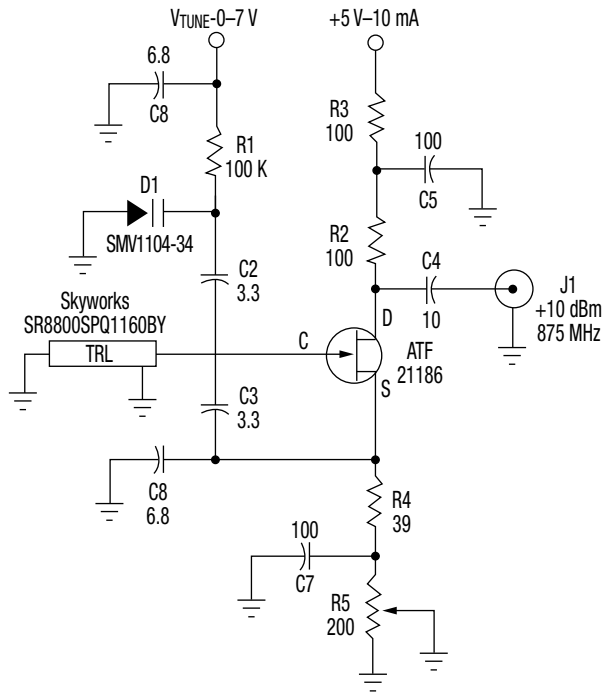 VTUNE-0–7 V
+5 V–10 mA
6.8
C8
R1
100 K
R3
100
100
C5
D1
SMV1104-34
R2
100
C2
3.3
C4
10
J1
+10 dBm
875 MHz
Skyworks
SR8800SPQ1160BY
TRL
C
D
S
ATF
21186
C3
3.3
C8
6.8
R4
39
100
C7
R5
200